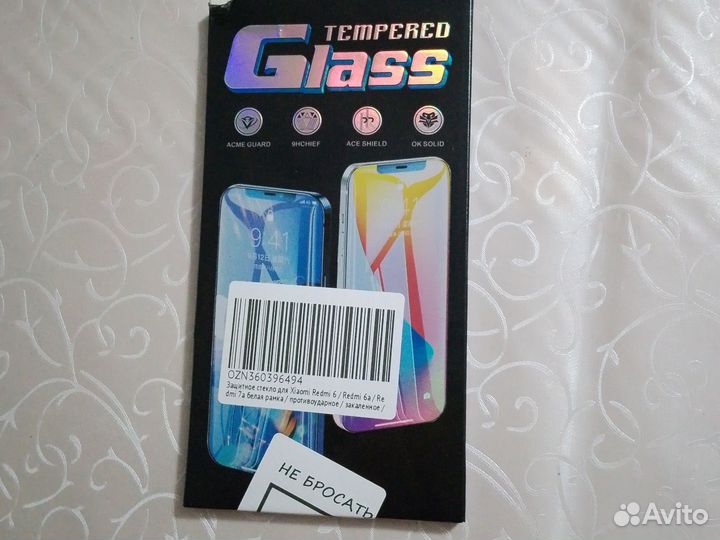 TEMPERED
Glass
ACME GUARD
9HCHIEF
ACE SHIELD
OK SOLID
9:41
OZN360396494
Защитное стекло для Xiaomi Redmi 6 / Redmi 6a / Re
dmi 7a белая рамка / противоударное / закаленное /
НЕ БРОСАТЬ
Avito